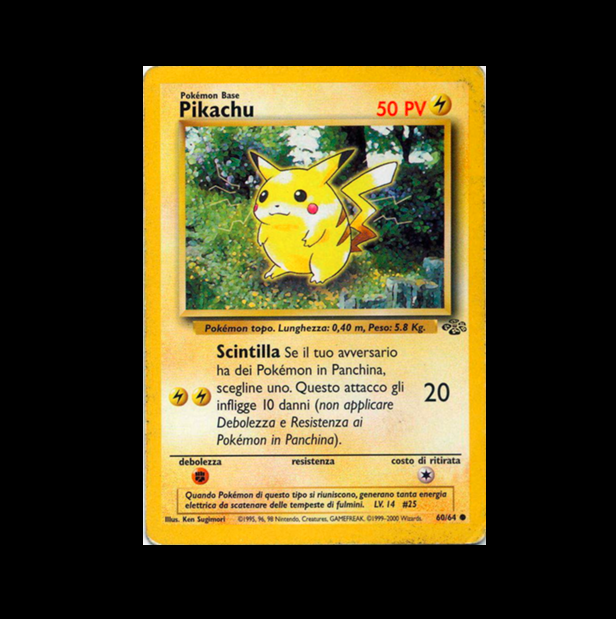 Pokémon Base
Pikachu 50 PV
Pokémon topo. Lunghezza: 0,40 m, Peso: 5.8 Kg.
Scintilla Se il tuo avversario
ha dei Pokémon in Panchina,
scegline uno. Questo attacco gli
infligge 10 danni (non applicare
Debolezza e Resistenza ai
Pokémon in Panchina).
20
debolezza resistenza costo di ritirata
Quando Pokémon di questo tipo si riuniscono, generano tanta energia
elettrica da scatenare delle tempeste di fulmini. LV. 14 #25
Illus. Ken Sugimori ©1995, 96, 98 Nintendo, Creatures, GAMEFREAK. ©1999-2000 Wizards. 60/64